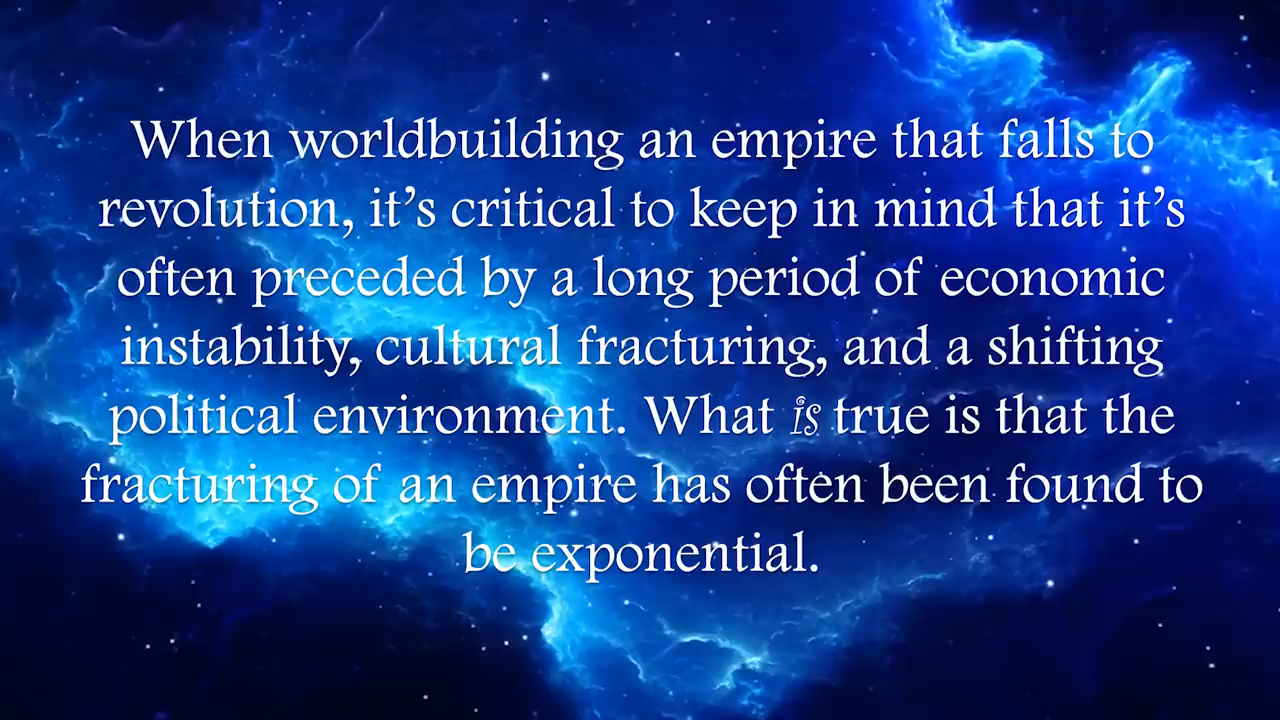 When worldbuilding an empire that falls to
revolution, it’s critical to keep in mind that it’s
often preceded by a long period of economic
instability, cultural fracturing, and a shifting
political environment. What is true is that the
fracturing of an empire has often been found to
be exponential.